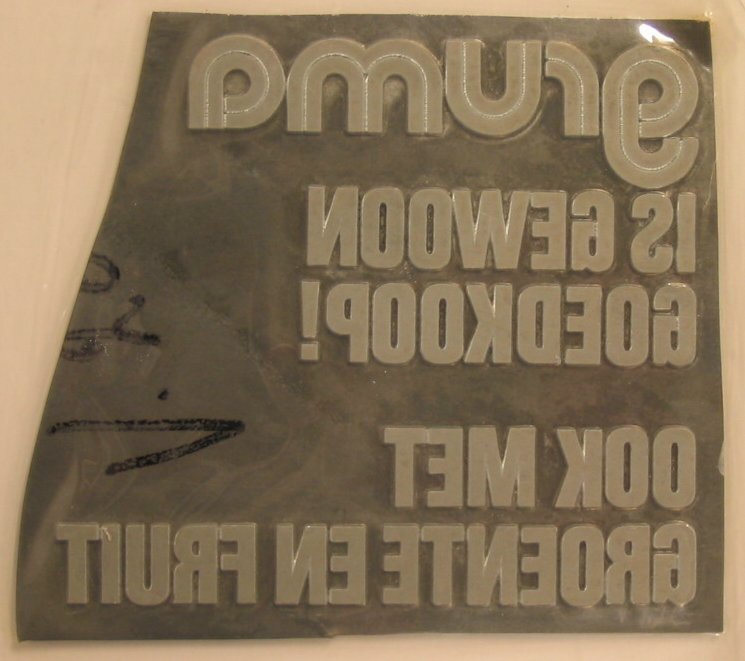 gruma
IS GEWOON
GOEDKOOP!
OOK MET
GROENTE EN FRUIT